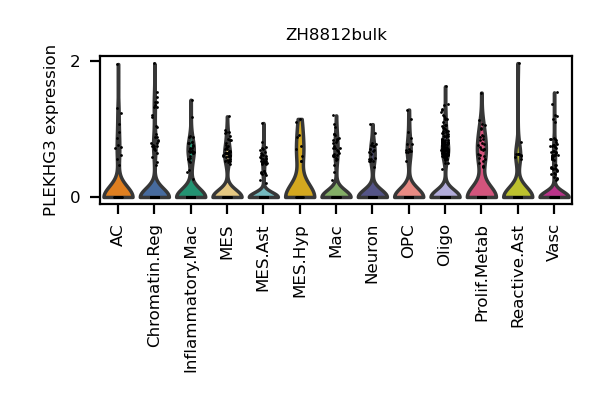 ZH8812bulk
PLEKHG3 expression
2
0
AC
Chromatin.Reg
Inflammatory.Mac
MES
MES.Ast
MES.Hyp
Mac
Neuron
OPC
Oligo
Prolif.Metab
Reactive.Ast
Vasc